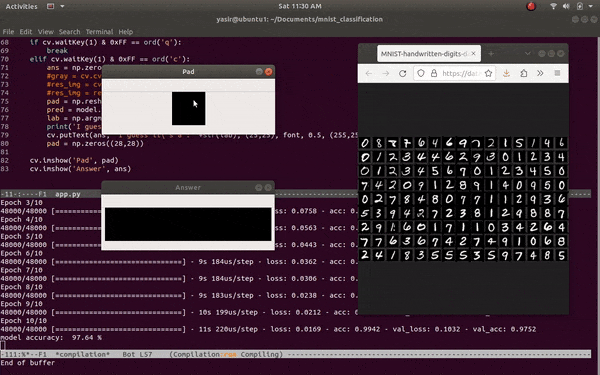 Activities
Sat 11:30 AM
yasir@ubuntu1: ~/Documents/mnist_classification
File Edit View Search Terminal Help
68 if cv.waitKey(1) & 0xFF == ord('q'):
69 break
70 elif cv.waitKey(1) & 0xFF == ord('c'):
71 ans = np.zero
72 #gray = cv.cv
73 #res_img = cv
74 #res_img = re
75 pad = np.resh
76 pred = model.
77 lab = np.argm
78 print('I gues
79 cv.putText(ans, 'I guess it\'s a : '+str(lab), (25,25), font, 0.5, (255,25
80 pad = np.zeros((28,28))
82 cv.imshow('Pad', pad)
83 cv.imshow('Answer', ans)
Pad
-11-:----F1 app.py
Answer
Epoch 3/10
48000/48000 [ loss: 0.0758 - acc: 0.
Epoch 4/10
48000/48000 [ loss: 0.0563 - acc: 0.
Epoch 5/10
48000/48000 [ loss: 0.0443 - acc: 0.
Epoch 6/10
48000/48000 [==============================] - 9s 184us/step - loss: 0.0362 - acc: 0.
Epoch 7/10
48000/48000 [==============================] - 9s 184us/step - loss: 0.0306 - acc: 0.
Epoch 8/10
48000/48000 [==============================] - 9s 183us/step - loss: 0.0238 - acc: 0.
Epoch 9/10
48000/48000 [==============================] - 10s 199us/step - loss: 0.0212 - acc: 0.
Epoch 10/10
48000/48000 [==============================] - 11s 220us/step - loss: 0.0169 - acc: 0.9942 - val_loss: 0.1032 - val_acc: 0.9752
model accuracy: 97.64 %
-111:%*--F1 *compilation* Bot L57 (Compilation:run Compiling)
End of buffer
MNIST-handwritten-digits-d
https://dat